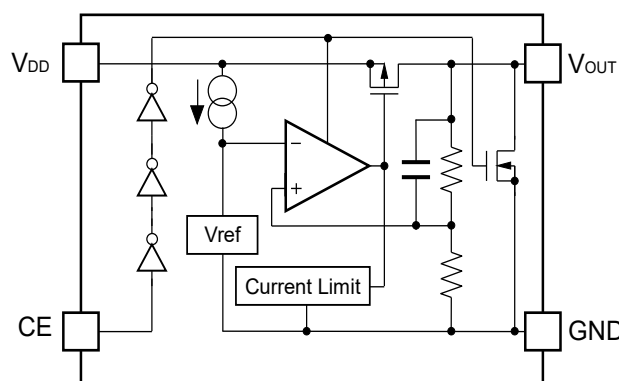 VDD
VOUT
−
+
Vref
Current Limit
CE
GND